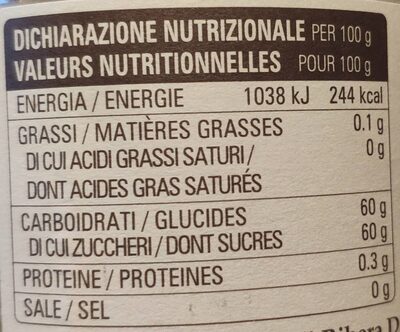 DICHIARAZIONE NUTRIZIONALE PER 100 g
VALEURS NUTRITIONNELLES POUR 100 g
ENERGIA / ENERGIE 1038 kJ 244 kcal
GRASSI / MATIÈRES GRASSES 0.1 g
DI CUI ACIDI GRASSI SATURI / 0 g
DONT ACIDES GRAS SATURÉS
CARBOIDRATI / GLUCIDES 60 g
DI CUI ZUCCHERI / DONT SUCRES 60 g
PROTEINE / PROTEINES 0.3 g
SALE / SEL 0 g